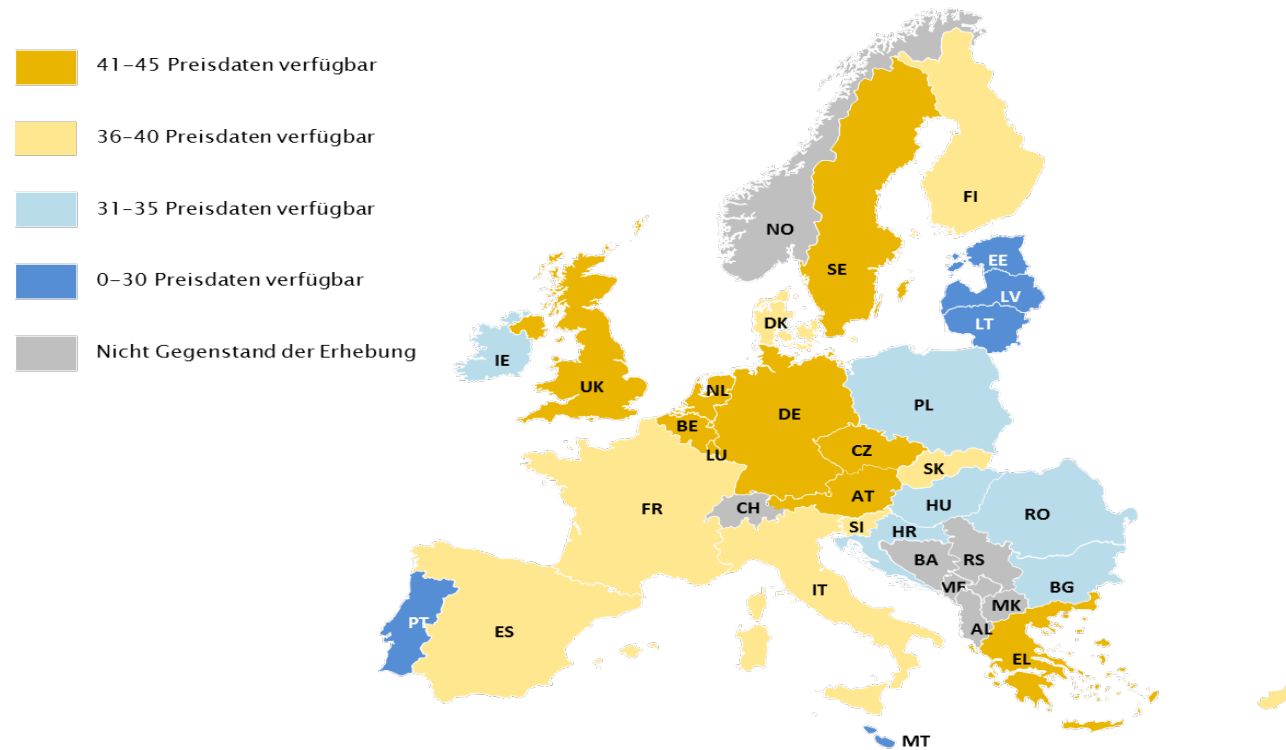 41–45 Preisdaten verfügbar
36–40 Preisdaten verfügbar
31–35 Preisdaten verfügbar
0–30 Preisdaten verfügbar
Nicht Gegenstand der Erhebung
FI
NO
SE
EE
LV
LT
DK
IE
UK
NL
DE
PL
BE
LU
CZ
SK
AT
FR
CH
HU
RO
SI
HR
BA
RS
BG
IT
ME
MK
PT
ES
AL
EL
MT